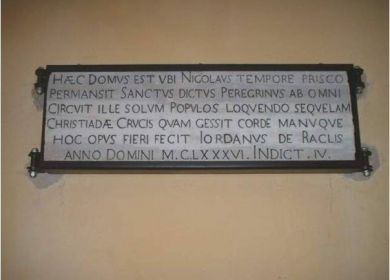 HÆC DOMVS EST VBI NICOLAVS TEMPORE PRISCO
PERMANSIT SANCTVS DICTVS PEREGRINVS AB OMNI
CIRCVIT ILLE SOLVM POPVLOS LOQVENDO SEQVELAM
CHRISTIADÆ CRVCIS QVAM GESSIT CORDE MANVQVE
HOC OPVS FIERI FECIT IORDANVS DE RACLIS
ANNO DOMINI M.C.LXXXVI. INDICT. IV.